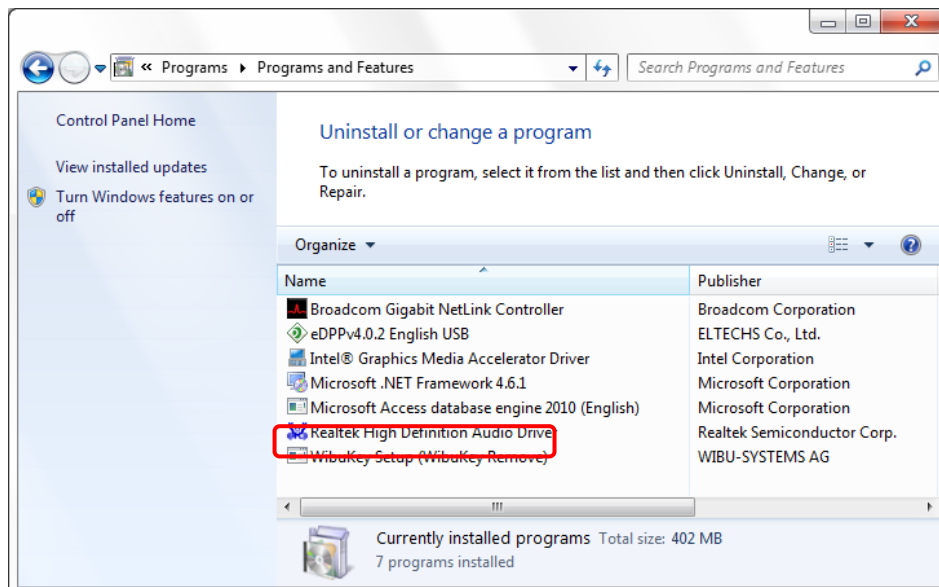 « Programs ▸ Programs and Features
Search Programs and Features
Control Panel Home
View installed updates
Turn Windows features on or
off
Uninstall or change a program
To uninstall a program, select it from the list and then click Uninstall, Change, or
Repair.
Organize
Name Publisher
Broadcom Gigabit NetLink Controller Broadcom Corporation
eDPPv4.0.2 English USB ELTECHS Co., Ltd.
Intel® Graphics Media Accelerator Driver Intel Corporation
Microsoft .NET Framework 4.6.1 Microsoft Corporation
Microsoft Access database engine 2010 (English) Microsoft Corporation
Realtek High Definition Audio Driver Realtek Semiconductor Corp.
WibuKey Setup (WibuKey Remove) WIBU-SYSTEMS AG
Currently installed programs Total size: 402 MB
7 programs installed